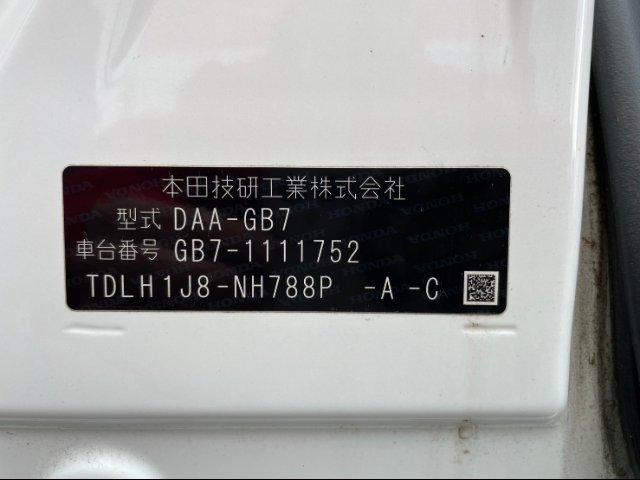 本田技研工業株式会社
型式 DAA-GB7
車台番号 GB7-1111752
TDLH1J8-NH788P -A -C